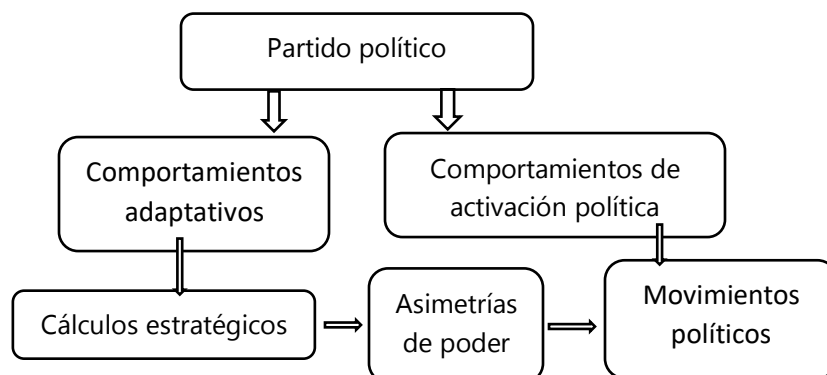 Partido político
Comportamientos
adaptativos
Comportamientos de
activación política
Cálculos estratégicos
Asimetrías
de poder
Movimientos
políticos